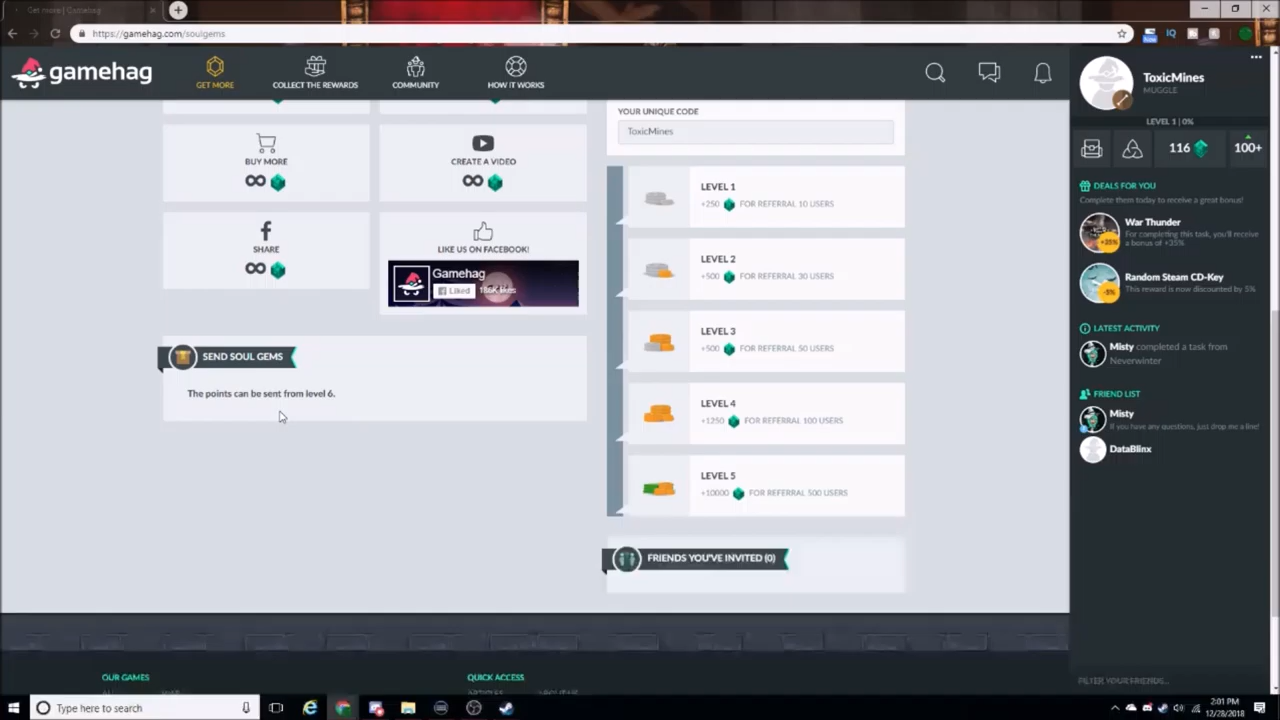 Get more | Gamehag
https://gamehag.com/soulgems
gamehag
GET MORE
COLLECT THE REWARDS
COMMUNITY
HOW IT WORKS
BUY MORE
CREATE A VIDEO
SHARE
LIKE US ON FACEBOOK!
Gamehag
Liked
SEND SOUL GEMS
The points can be sent from level 6.
YOUR UNIQUE CODE
ToxicMines
LEVEL 1
+250 FOR REFERRAL 10 USERS
LEVEL 2
+500 FOR REFERRAL 30 USERS
LEVEL 3
+500 FOR REFERRAL 50 USERS
LEVEL 4
+1250 FOR REFERRAL 100 USERS
LEVEL 5
+10000 FOR REFERRAL 500 USERS
FRIENDS YOU'VE INVITED (0)
ToxicMines
MUGGLE
LEVEL 1 | 0%
116
100+
DEALS FOR YOU
Complete them today to receive a great bonus!
War Thunder
For completing this task, you'll receive
a bonus of +35%
+35%
Random Steam CD-Key
This reward is now discounted by 5%
-5%
LATEST ACTIVITY
Misty completed a task from
Neverwinter
FRIEND LIST
Misty
If you have any questions, just drop me a line!
DataBlinx
FILTER YOUR FRIENDS...
OUR GAMES
QUICK ACCESS
Type here to search
2:01 PM
12/28/2018